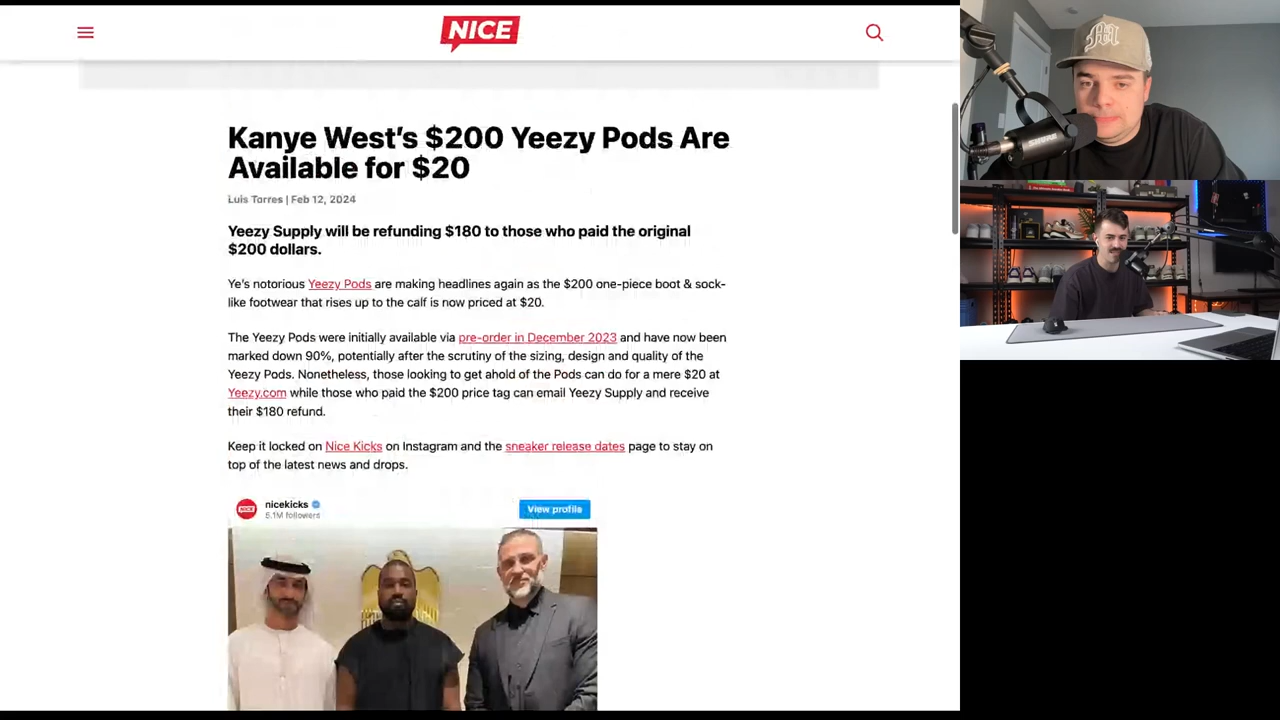 NICE
Kanye West’s $200 Yeezy Pods Are
Available for $20
Luis Torres | Feb 12, 2024
Yeezy Supply will be refunding $180 to those who paid the original
$200 dollars.
Ye’s notorious Yeezy Pods are making headlines again as the $200 one-piece boot & sock-
like footwear that rises up to the calf is now priced at $20.
The Yeezy Pods were initially available via pre-order in December 2023 and have now been
marked down 90%, potentially after the scrutiny of the sizing, design and quality of the
Yeezy Pods. Nonetheless, those looking to get ahold of the Pods can do for a mere $20 at
Yeezy.com while those who paid the $200 price tag can email Yeezy Supply and receive
their $180 refund.
Keep it locked on Nice Kicks on Instagram and the sneaker release dates page to stay on
top of the latest news and drops.
NICE
nicekicks
5.1M followers
View profile
SHURE